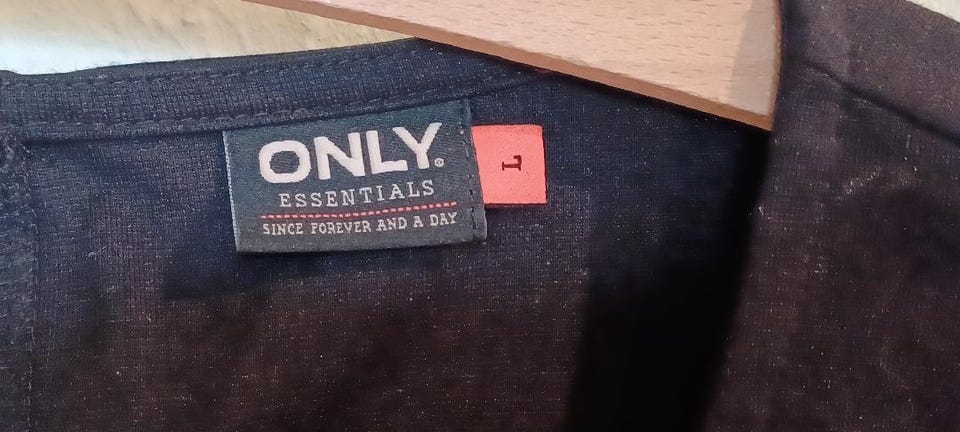 ONLY®
ESSENTIALS
SINCE FOREVER AND A DAY
L